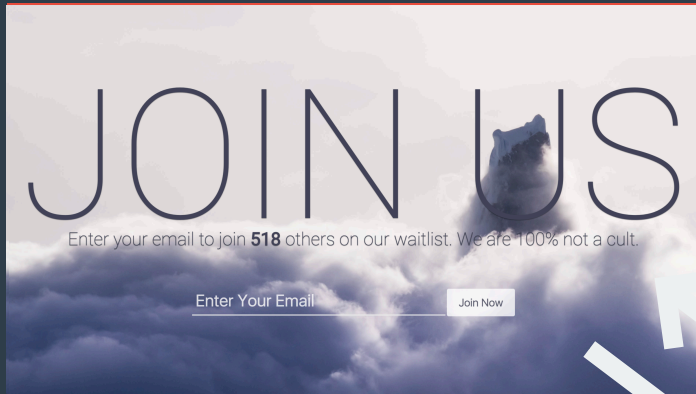 JOIN US
Enter your email to join 518 others on our waitlist. We are 100% not a cult.
Enter Your Email
Join Now